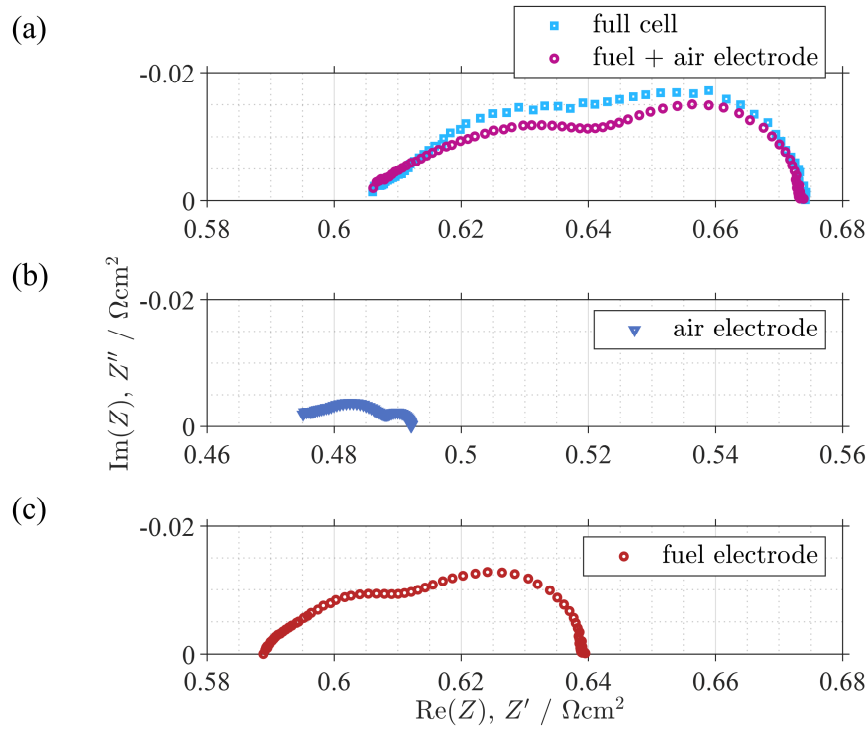 (a)
full cell
fuel + air electrode
-0.02
0
0.58 0.6 0.62 0.64 0.66 0.68
(b)
Im(Z), Z″ / Ωcm²
-0.02
air electrode
0
0.46 0.48 0.5 0.52 0.54 0.56
(c)
-0.02
fuel electrode
0
0.58 0.6 0.62 0.64 0.66 0.68
Re(Z), Z′ / Ωcm²